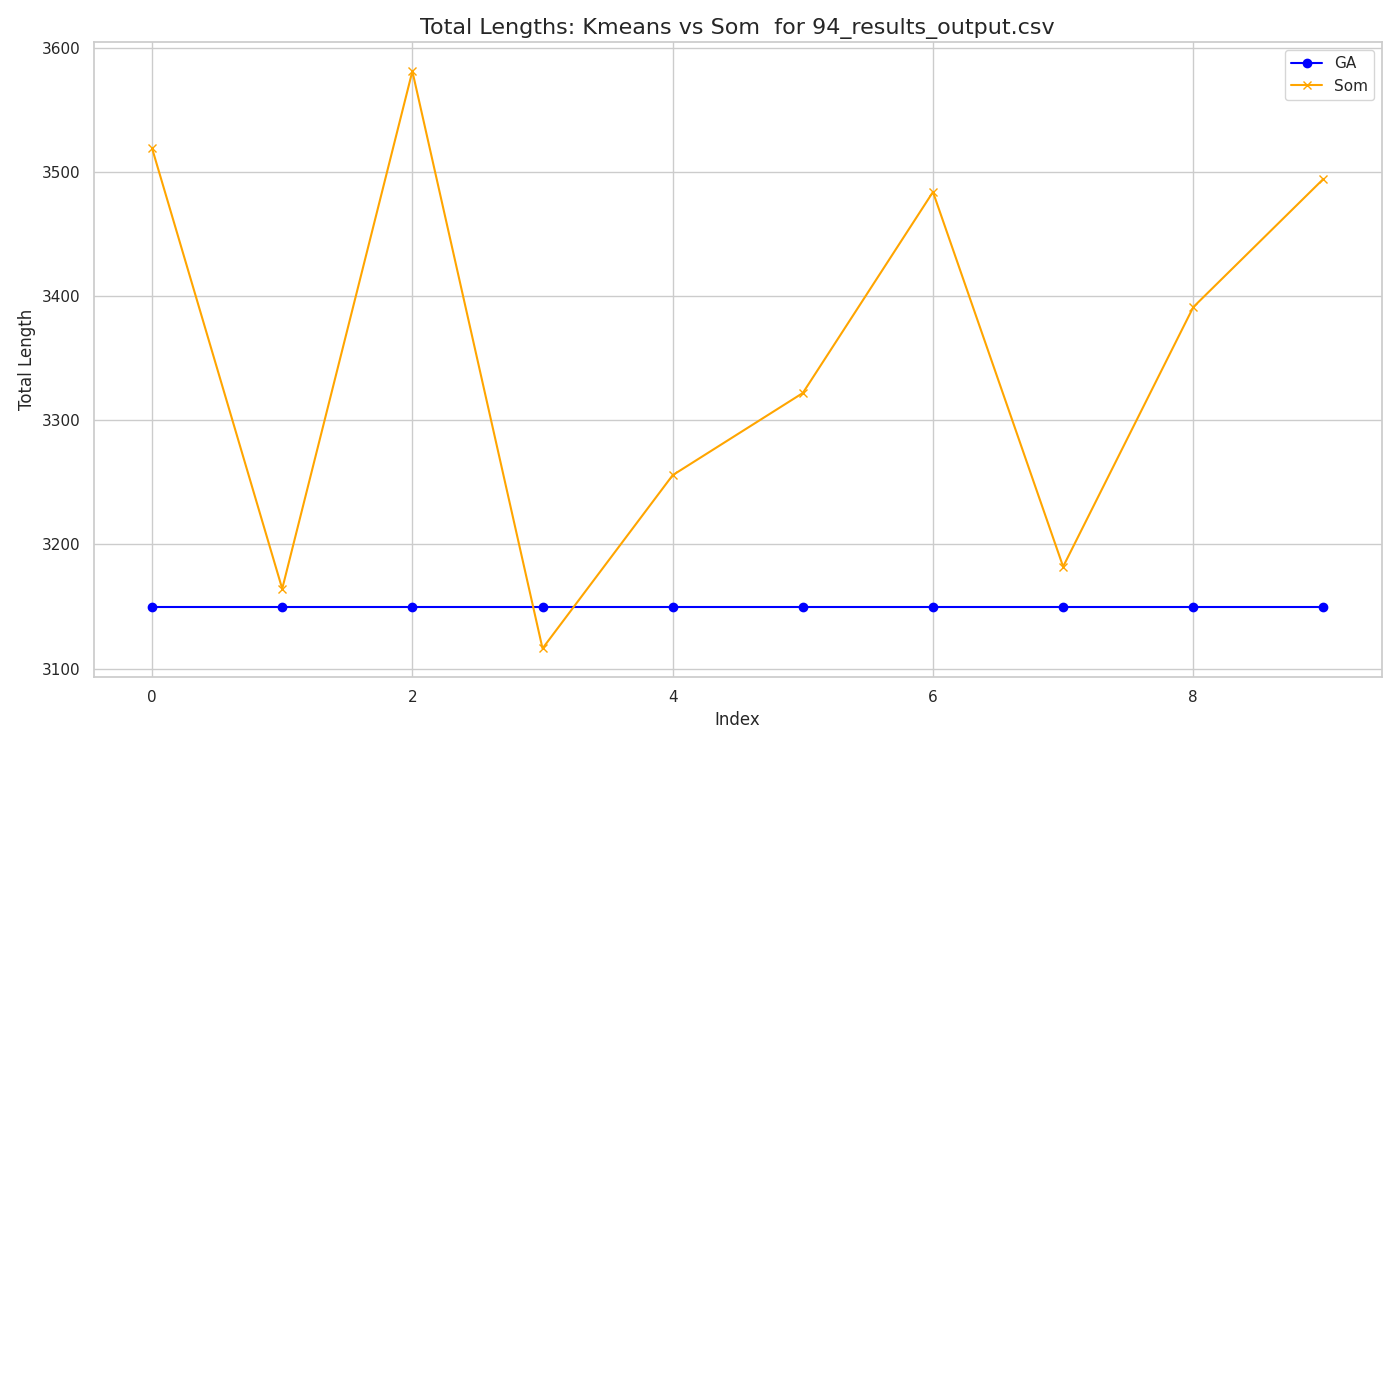 Total Lengths: Kmeans vs Som  for 94_results_output.csv
GA
Som
3600
3500
3400
3300
3200
3100
Total Length
0 2 4 6 8
Index